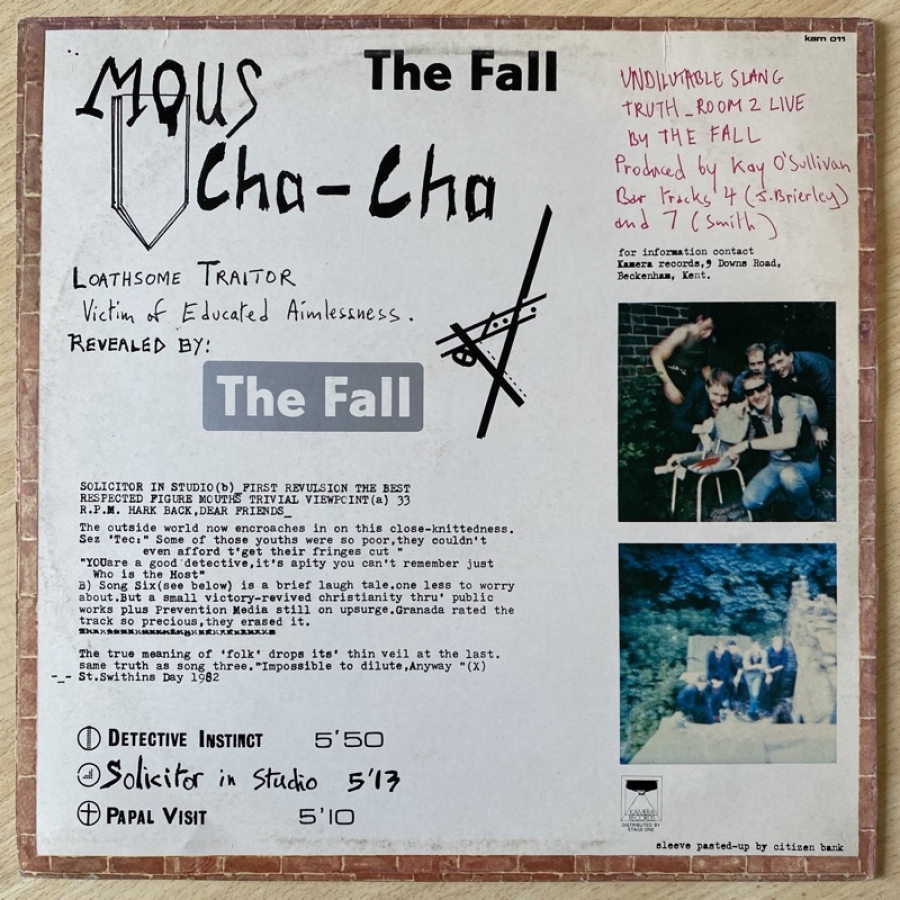 kam 011
The Fall
MOUS
Cha-Cha
LOATHSOME TRAITOR
Victim of Educated Aimlessness.
REVEALED BY:
The Fall
UNDILUTABLE SLANG
TRUTH_ROOM 2 LIVE
BY THE FALL
Produced by Kay O'Sullivan
Bar Tracks 4 (J.Brierley)
and 7 (Smith)
for information contact
Kamera records,9 Downs Road,
Beckenham, Kent.
SOLICITOR IN STUDIO(b)_FIRST REVULSION THE BEST
RESPECTED FIGURE MOUTHS TRIVIAL VIEWPOINT(a) 33
R.P.M. HARK BACK,DEAR FRIENDS_
The outside world now encroaches in on this close-knittedness.
Sez 'Tec:" Some of those youths were so poor,they couldn't
even afford t'get their fringes cut "
"YOUare a good detective,it's apity you can't remember just
Who is the Host"
B) Song Six(see below) is a brief laugh tale.one less to worry
about.But a small victory-revived christianity thru' public
works plus Prevention Media still on upsurge.Granada rated the
track so precious,they erased it.
The true meaning of 'folk' drops its' thin veil at the last.
same truth as song three."Impossible to dilute,Anyway "(X)
-_- St.Swithins Day 1982
DETECTIVE INSTINCT 5'50
Solicitor in Studio 5'13
PAPAL VISIT 5'10
KAMERA
RECORDS
DISTRIBUTED BY
STAGE ONE
sleeve pasted-up by citizen bank